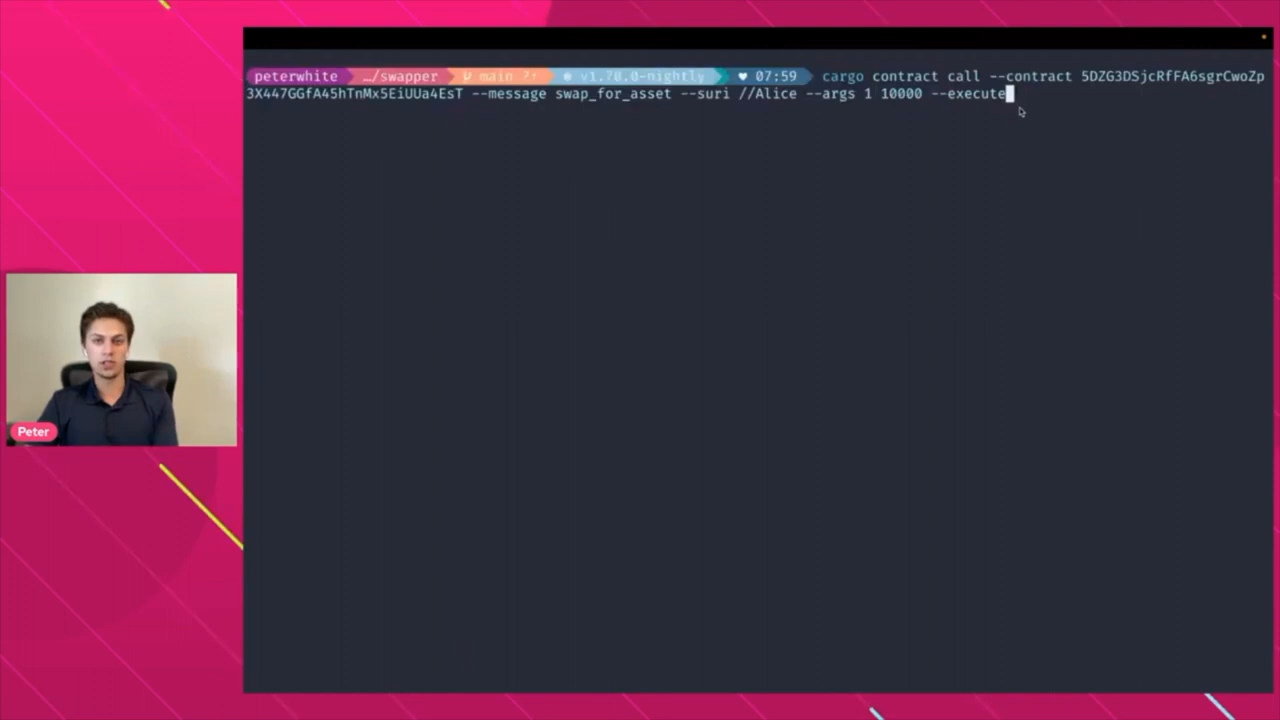 peterwhite …/swapper main ?↑ v1.70.0-nightly ♥ 07:59 cargo contract call --contract 5DZG3DSjcRfFA6sgrCwoZp
3X447GGfA45hTnMx5EiUUa4EsT --message swap_for_asset --suri //Alice --args 1 10000 --execute
Peter